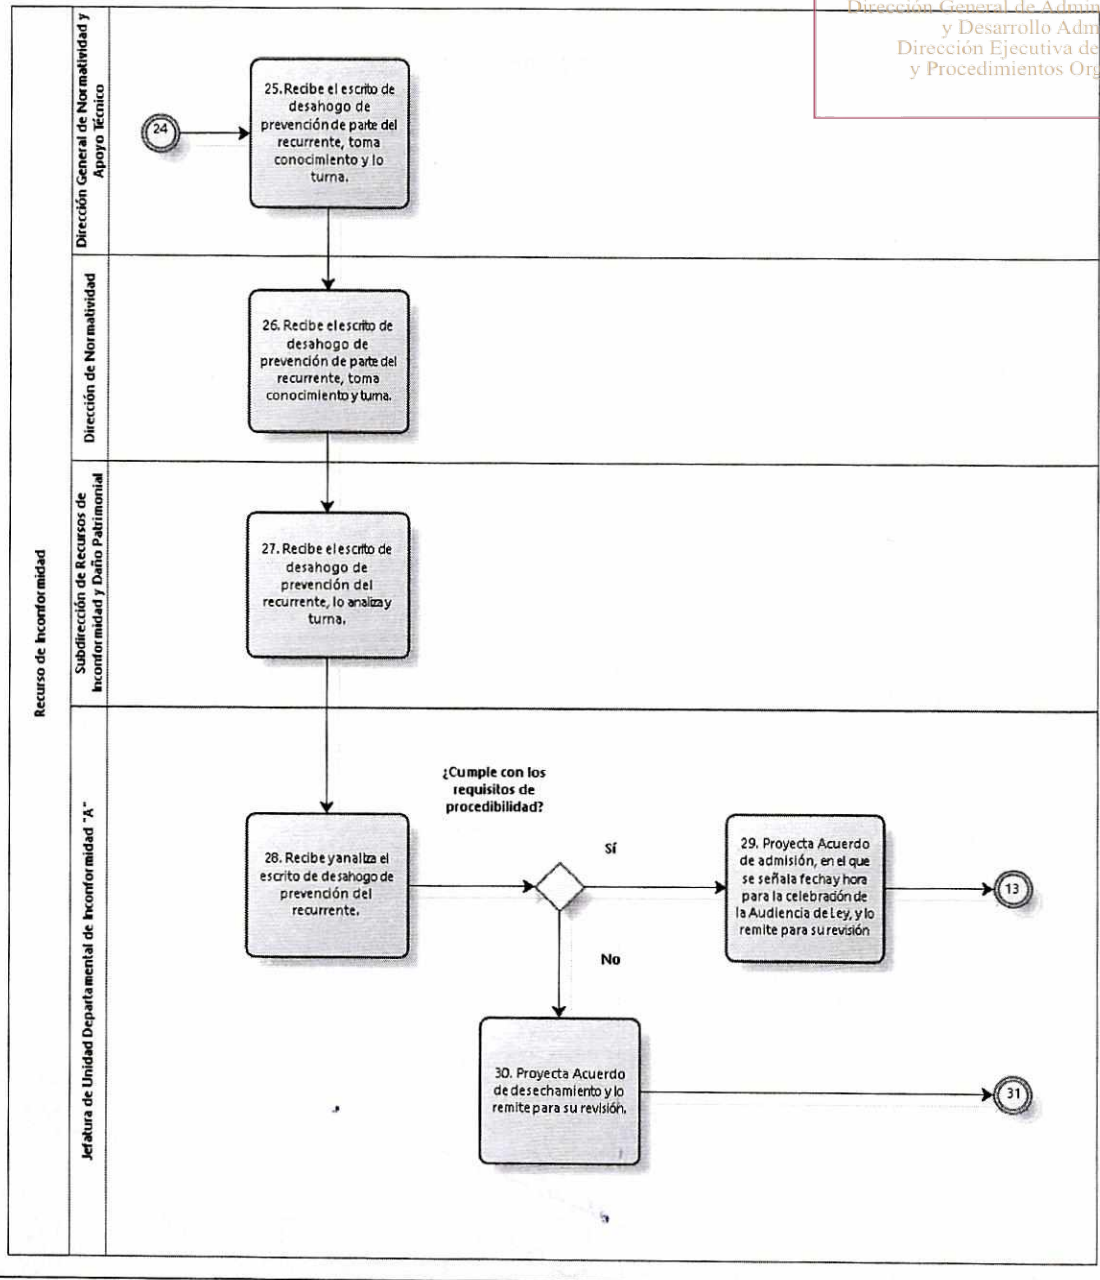 Dirección General de Admin
y Desarrollo Adm
Dirección Ejecutiva de
y Procedimientos Org
Recurso de Inconformidad
Dirección General de Normatividad y
Apoyo Técnico
24
25. Recibe el escrito de
desahogo de
prevención de parte del
recurrente, toma
conocimiento y lo
turna.
Dirección de Normatividad
26. Recibe el escrito de
desahogo de
prevención de parte del
recurrente, toma
conocimiento y turna.
Subdirección de Recursos de
Inconformidad y Daño Patrimonial
27. Recibe el escrito de
desahogo de
prevención del
recurrente, lo analiza y
turna.
Jefatura de Unidad Departamental de Inconformidad "A"
28. Recibe y analiza el
escrito de desahogo de
prevención del
recurrente.
¿Cumple con los
requisitos de
procedibilidad?
Sí
29. Proyecta Acuerdo
de admisión, en el que
se señala fecha y hora
para la celebración de
la Audiencia de Ley, y lo
remite para su revisión
13
No
30. Proyecta Acuerdo
de desechamiento y lo
remite para su revisión.
31